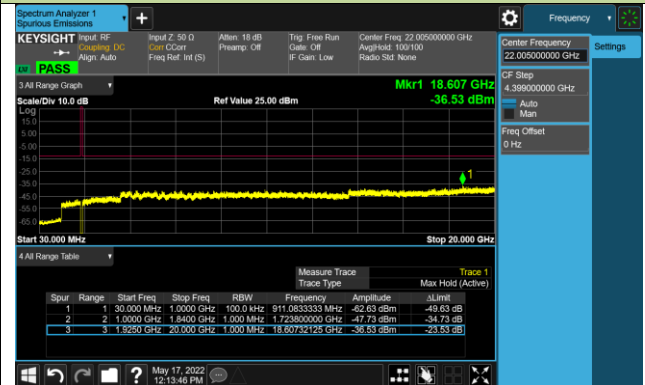 Spectrum Analyzer 1
Spurious Emissions
Frequency
KEYSIGHT
Input: RF
Coupling: DC
Align: Auto
Input Z: 50 Ω
Corr CCorr
Freq Ref: Int (S)
Atten: 18 dB
Preamp: Off
Trig: Free Run
Gate: Off
IF Gain: Low
Center Freq: 22.005000000 GHz
Avg|Hold: 100/100
Radio Std: None
PASS
Center Frequency
22.005000000 GHz
Settings
CF Step
4.399000000 GHz
Auto
Man
Freq Offset
0 Hz
3 All Range Graph
Mkr1 18.607 GHz
Scale/Div 10.0 dB
Ref Value 25.00 dBm
-36.53 dBm
Log
15.0
5.00
-5.00
-15.0
-25.0
-35.0
-45.0
-55.0
-65.0
1
Start 30.000 MHz
Stop 20.000 GHz
4 All Range Table
Measure Trace Trace 1
Trace Type Max Hold (Active)
Spur Range Start Freq Stop Freq RBW Frequency Amplitude ΔLimit
1 1 30.000 MHz 1.0000 GHz 100.0 kHz 911.0833333 MHz -62.63 dBm -49.63 dB
2 2 1.0000 GHz 1.8400 GHz 1.000 MHz 1.723800000 GHz -47.73 dBm -34.73 dB
3 3 1.9250 GHz 20.000 GHz 1.000 MHz 18.60732125 GHz -36.53 dBm -23.53 dB
May 17, 2022
12:13:46 PM